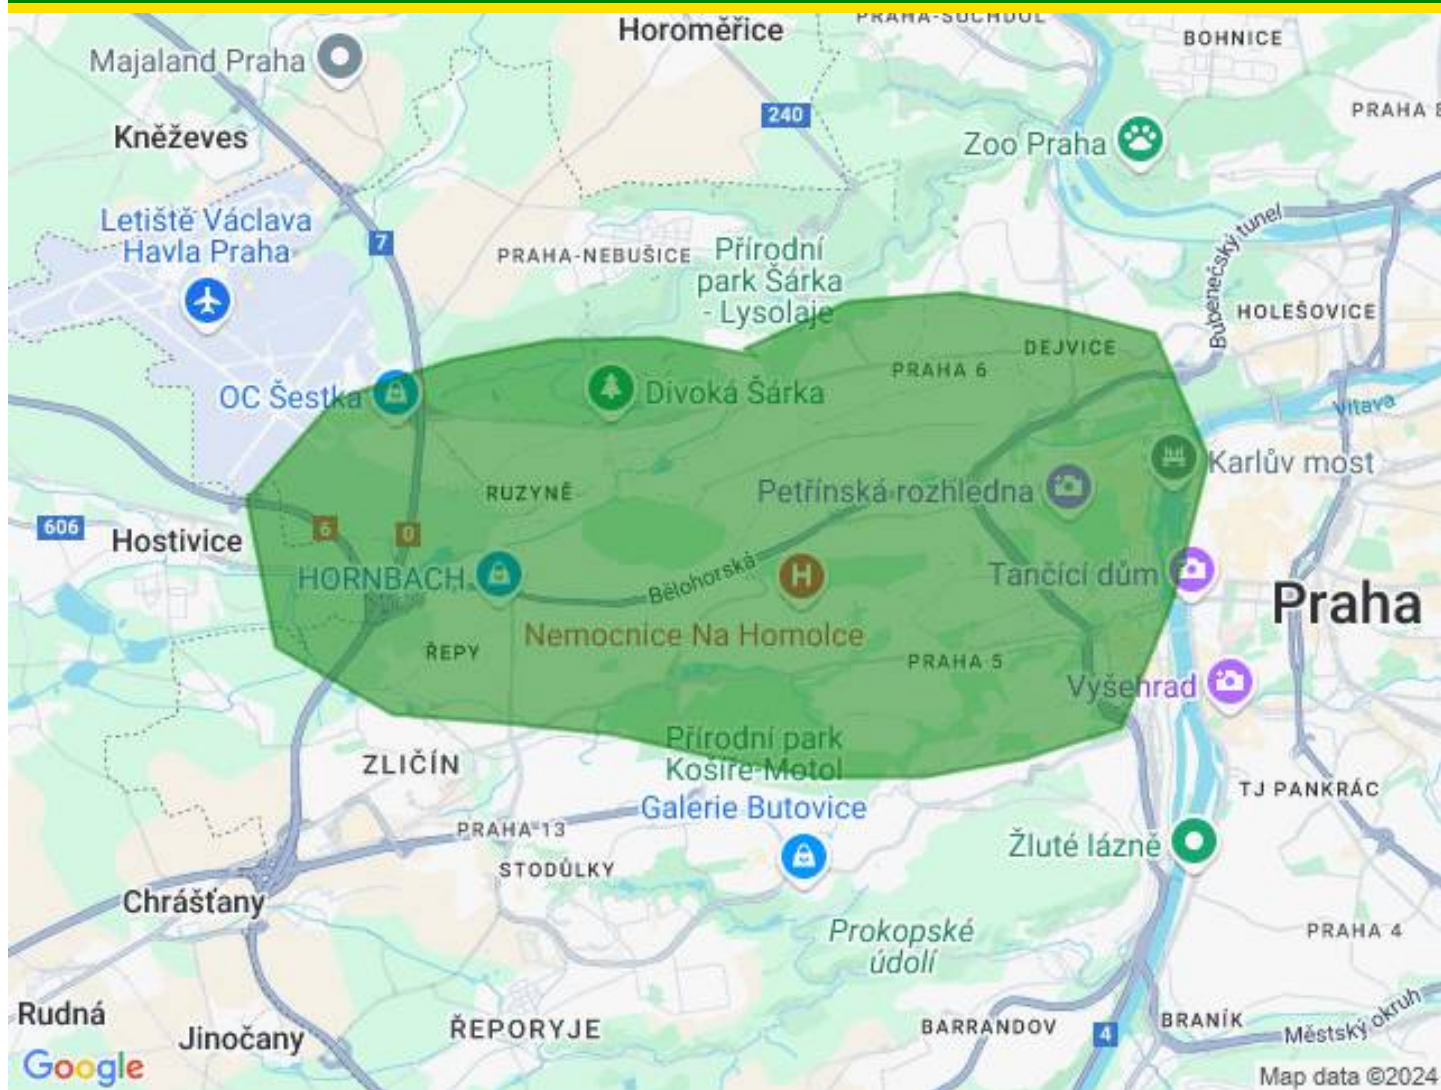 PRAHA-SUCHDOL
Horoměřice
BOHNICE
Majaland Praha
PRAHA 8
240
Kněževes
Zoo Praha
Letiště Václava
Havla Praha
7
PRAHA-NEBUŠICE
Přírodní
park Šárka
- Lysolaje
Bubenečský tunel
HOLEŠOVICE
DEJVICE
PRAHA 6
OC Šestka
Divoká Šárka
Vltava
Karlův most
RUZYNĚ
Petřínská rozhledna
606
Hostivice
6
0
HORNBACH
Bělohorská
H
Tančící dům
Praha
Nemocnice Na Homolce
ŘEPY
PRAHA 5
Vyšehrad
Přírodní park
Košíře-Motol
ZLIČÍN
TJ PANKRÁC
Galerie Butovice
PRAHA 13
Žluté lázně
STODŮLKY
Chrášťany
Prokopské
údolí
PRAHA 4
Rudná
Jinočany
ŘEPORYJE
BARRANDOV
4
BRANÍK
Městský okruh
Google
Map data ©2024